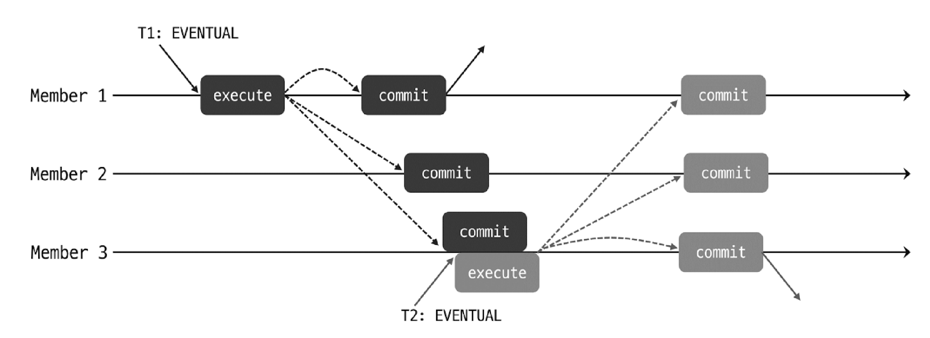 T1: EVENTUAL
Member 1 execute commit commit
Member 2 commit commit
commit
Member 3 commit
execute
T2: EVENTUAL